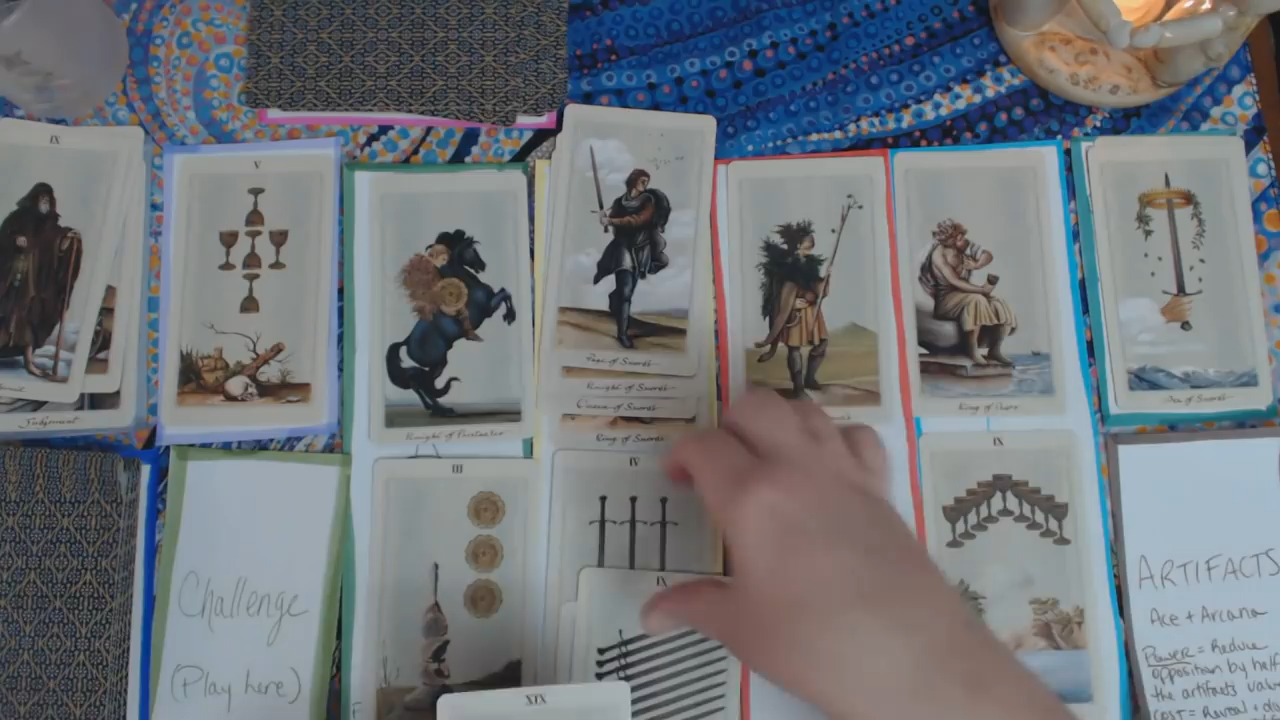 IX
V
Judgement
Knight of Pentacles
Page of Swords
Knight of Swords
Queen of Swords
King of Swords
King of Cups
Ace of Swords
III
IV
IX
IX
XIX
Challenge
(Play here)
ARTIFACTS
Ace + Arcana
Power = Reduce
opposition by half
the artifacts value
Cost = Reveal +